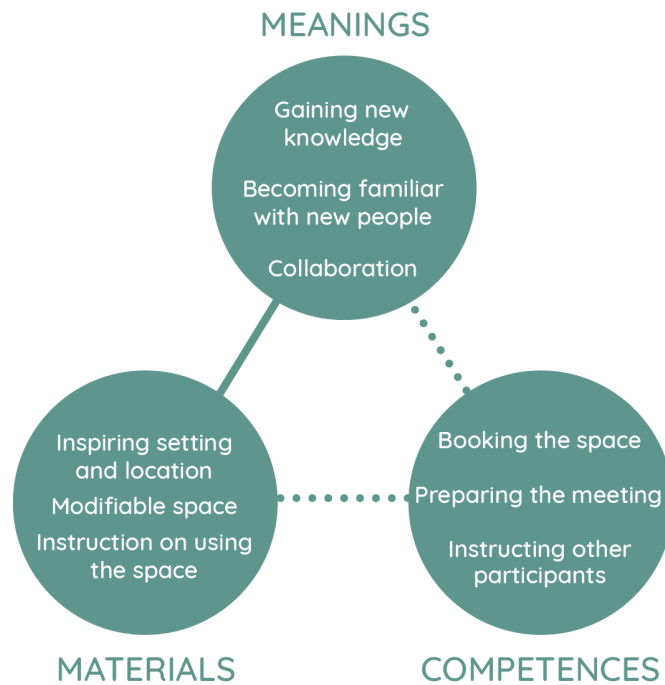 MEANINGS
Gaining new
knowledge
Becoming familiar
with new people
Collaboration
Inspiring setting
and location
Modifiable space
Instruction on using
the space
MATERIALS
Booking the space
Preparing the meeting
Instructing other
participants
COMPETENCES